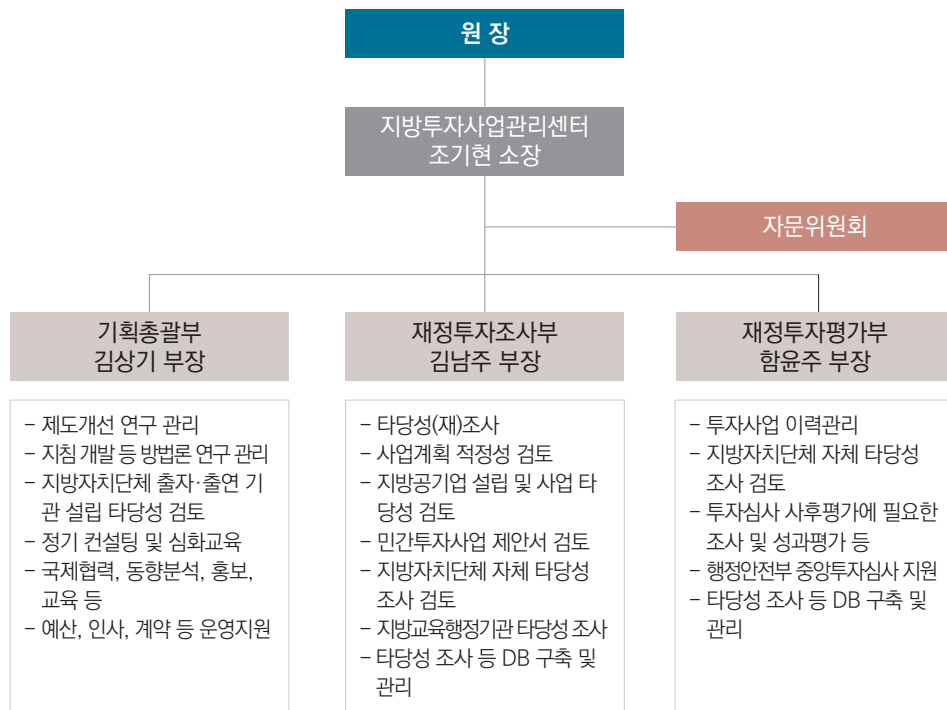 원 장
지방투자사업관리센터
조기현 소장
자문위원회
기획총괄부
김상기 부장
- 제도개선 연구 관리
- 지침 개발 등 방법론 연구 관리
- 지방자치단체 출자·출연 기
관 설립 타당성 검토
- 정기 컨설팅 및 심화교육
- 국제협력, 동향분석, 홍보,
교육 등
- 예산, 인사, 계약 등 운영지원
재정투자조사부
김남주 부장
- 타당성(재)조사
- 사업계획 적정성 검토
- 지방공기업 설립 및 사업 타
당성 검토
- 민간투자사업 제안서 검토
- 지방자치단체 자체 타당성
조사 검토
- 지방교육행정기관 타당성 조사
- 타당성 조사 등 DB 구축 및
관리
재정투자평가부
함윤주 부장
- 투자사업 이력관리
- 지방자치단체 자체 타당성
조사 검토
- 투자심사 사후평가에 필요한
조사 및 성과평가 등
- 행정안전부 중앙투자심사 지원
- 타당성 조사 등 DB 구축 및
관리